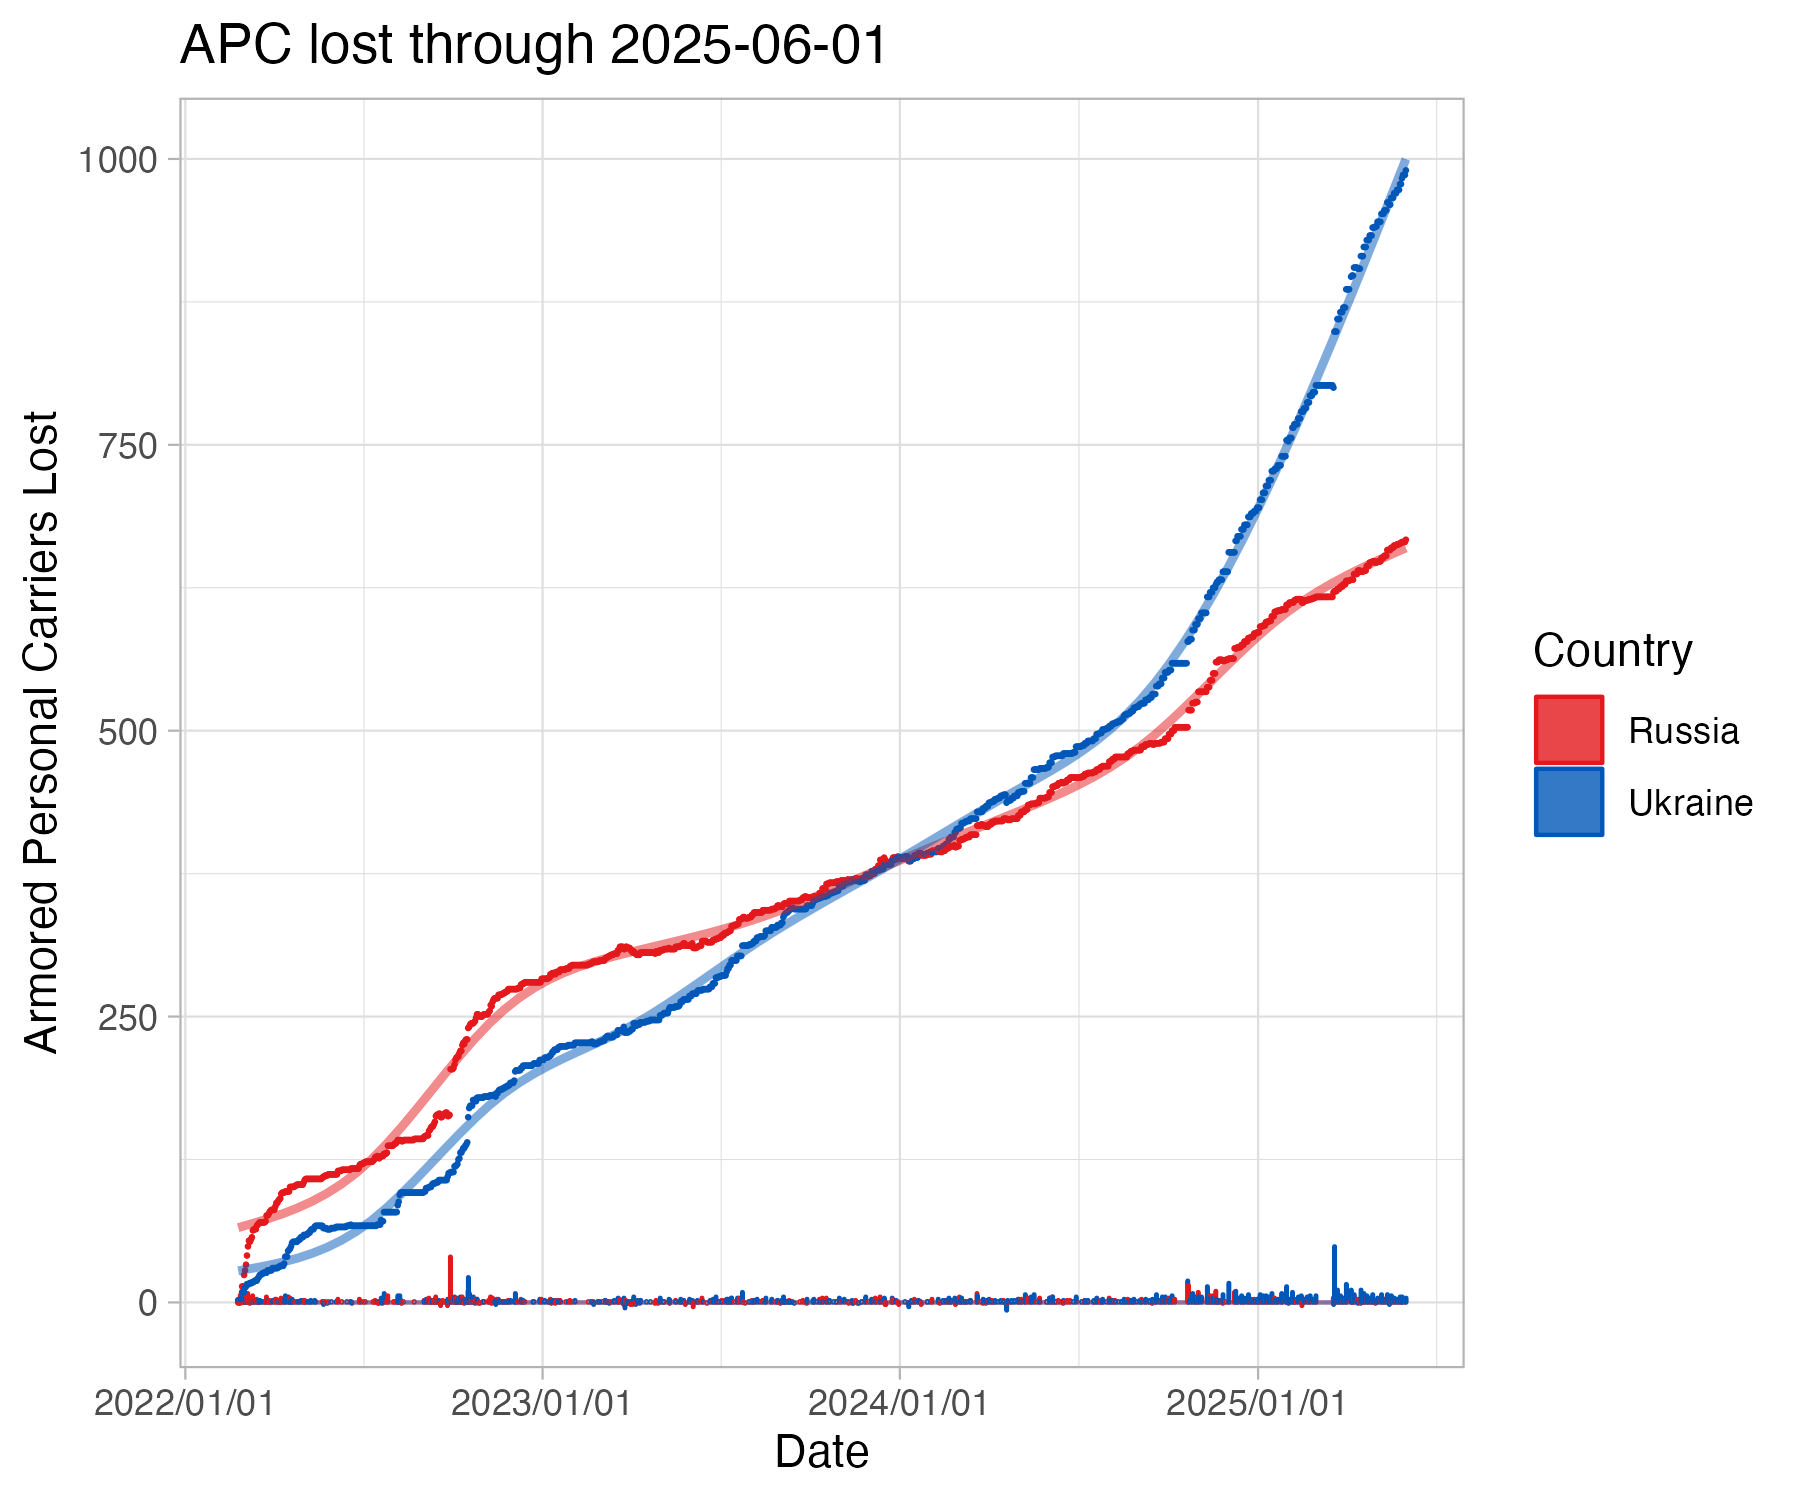 APC lost through 2025-06-01
Armored Personal Carriers Lost
1000
750
500
250
0
2022/01/01
2023/01/01
2024/01/01
2025/01/01
Date
Country
Russia
Ukraine